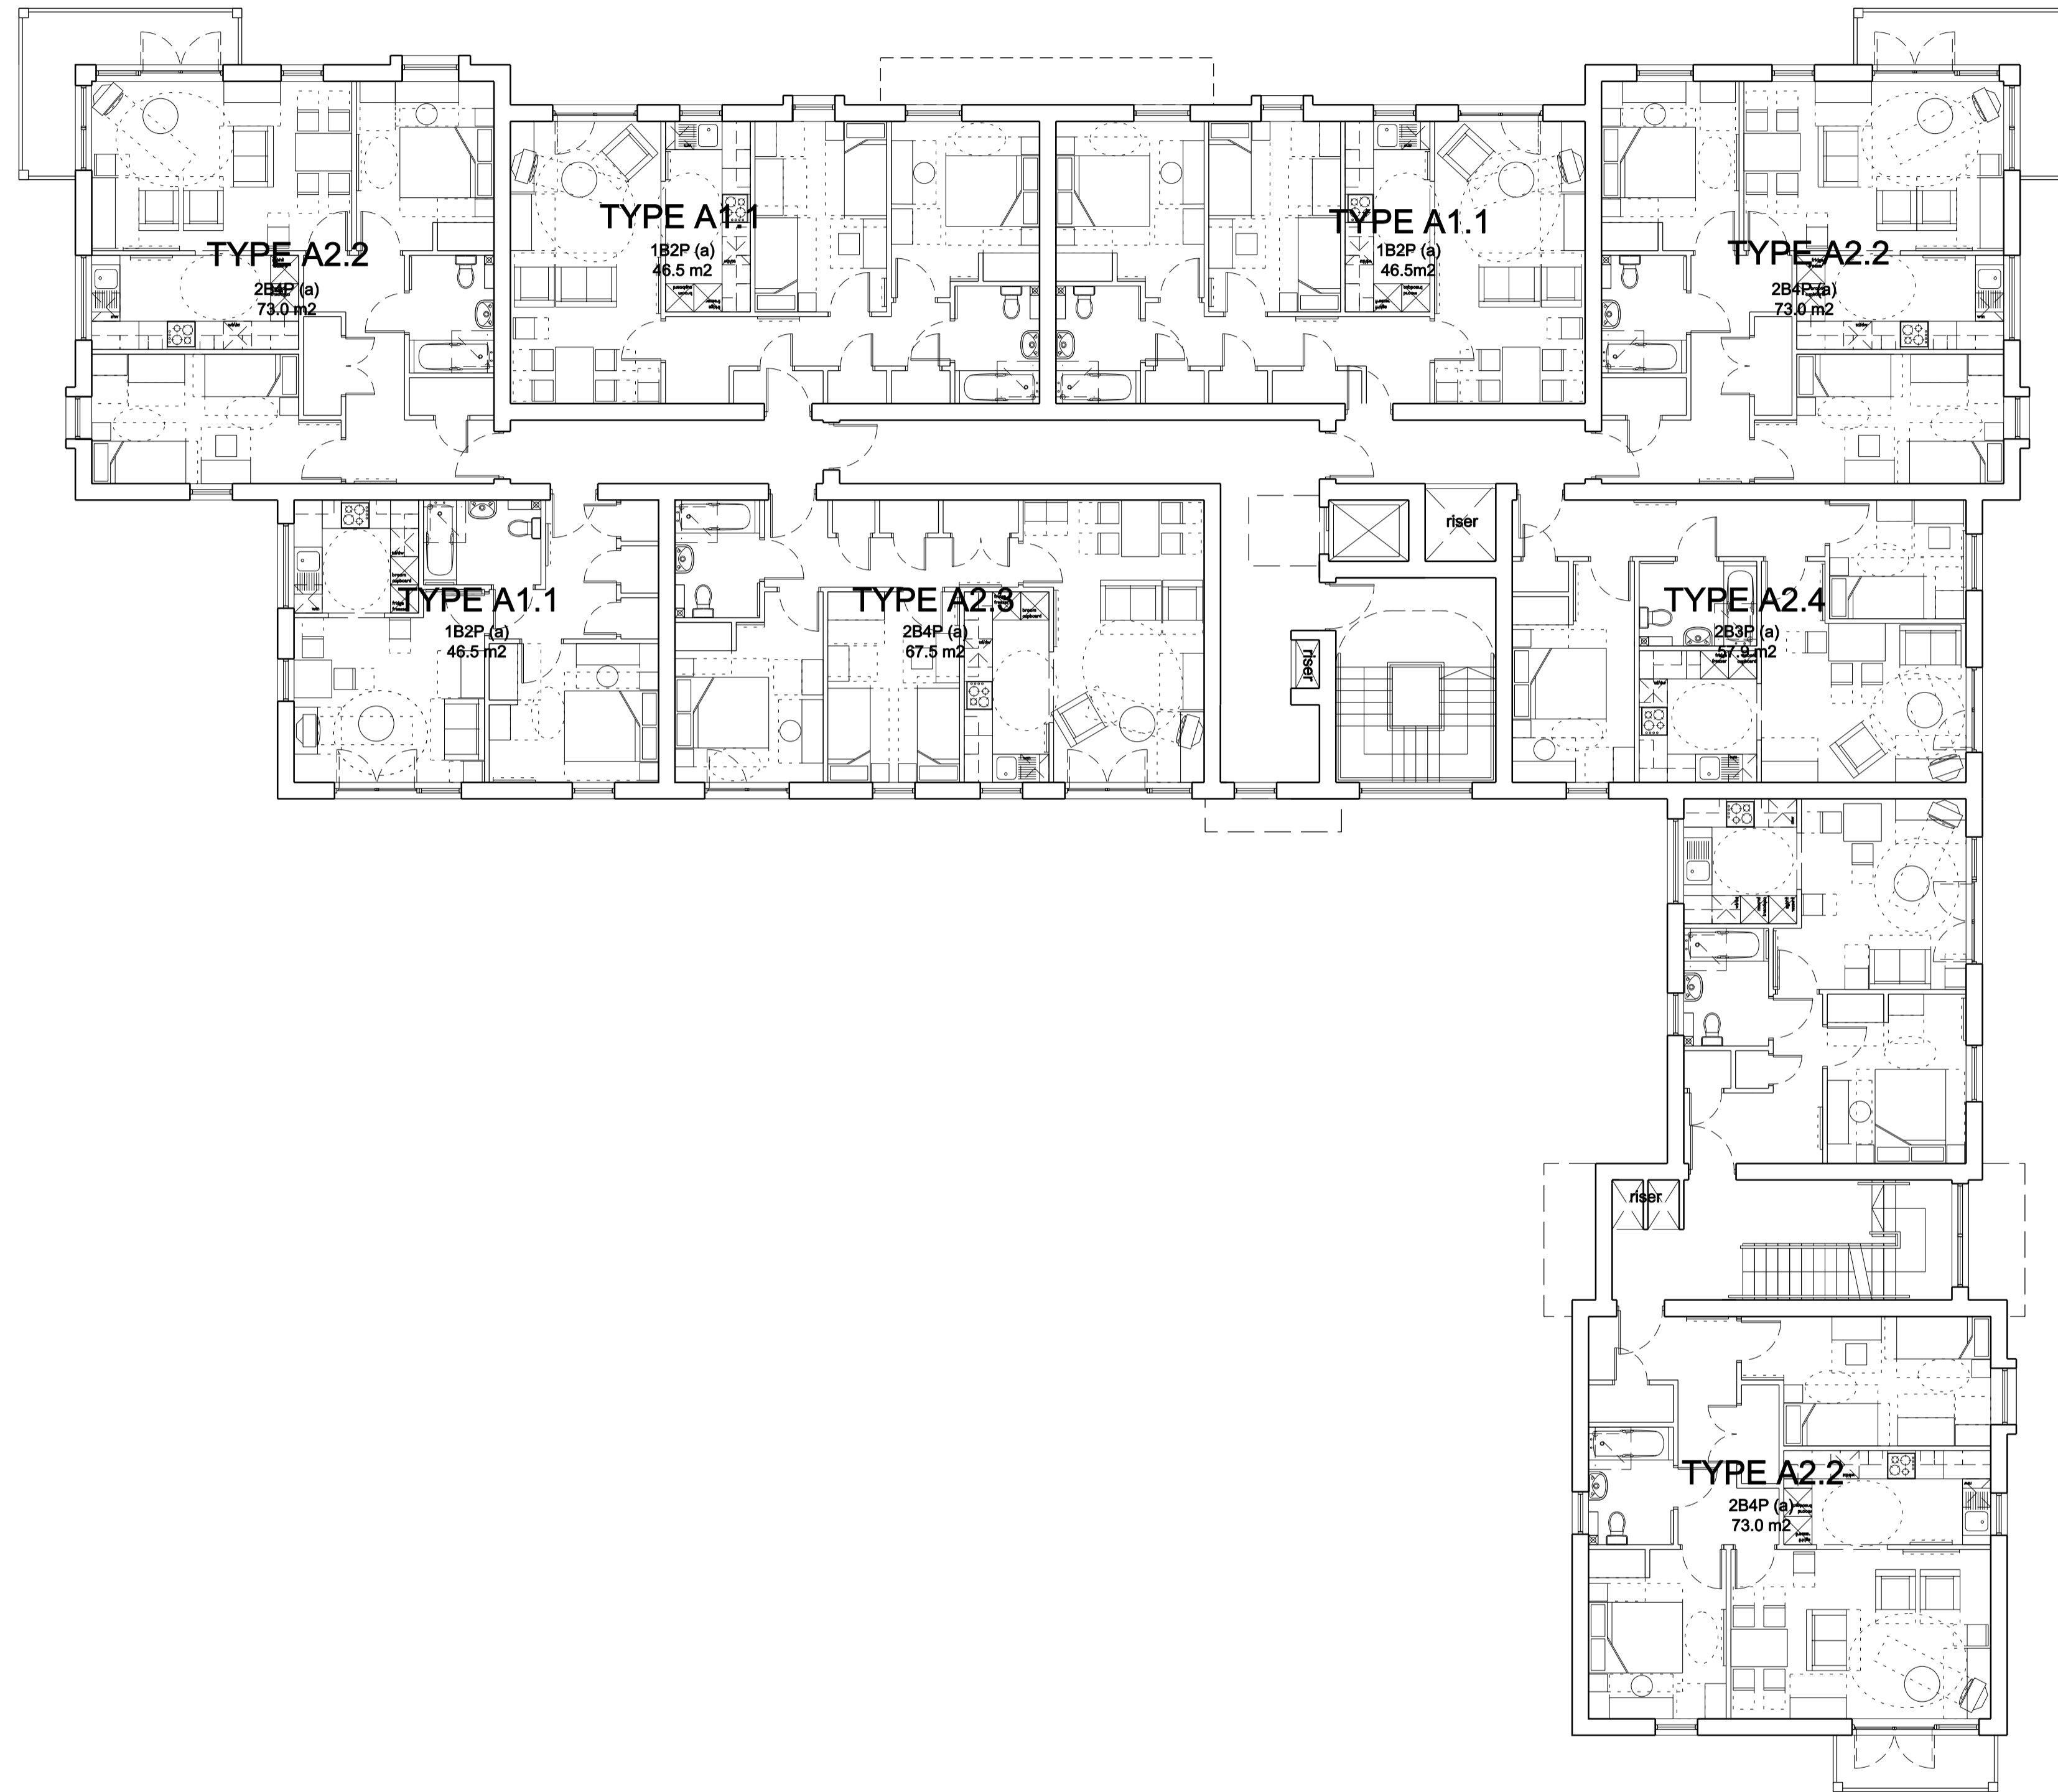 TYPE A2.2
2B4P (a)
73.0 m2
TYPE A1.1
1B2P (a)
46.5 m2
TYPE A1.1
1B2P (a)
46.5m2
TYPE A2.2
2B4P (a)
73.0 m2
TYPE A1.1
1B2P (a)
46.5 m2
TYPE A2.3
2B4P (a)
67.5 m2
riser
riser
TYPE A2.4
2B3P (a)
57.9 m2
riser
TYPE A2.2
2B4P (a)
73.0 m2